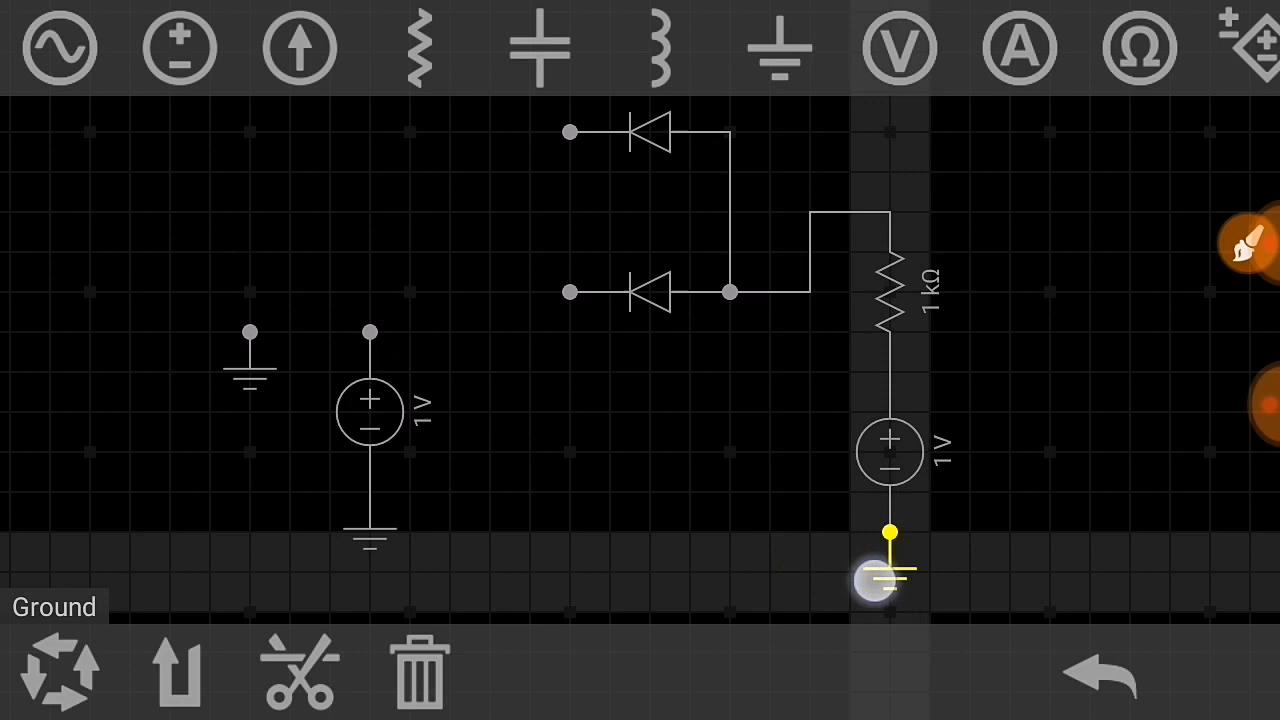 V A Ω
1 kΩ
1 V
1 V
Ground